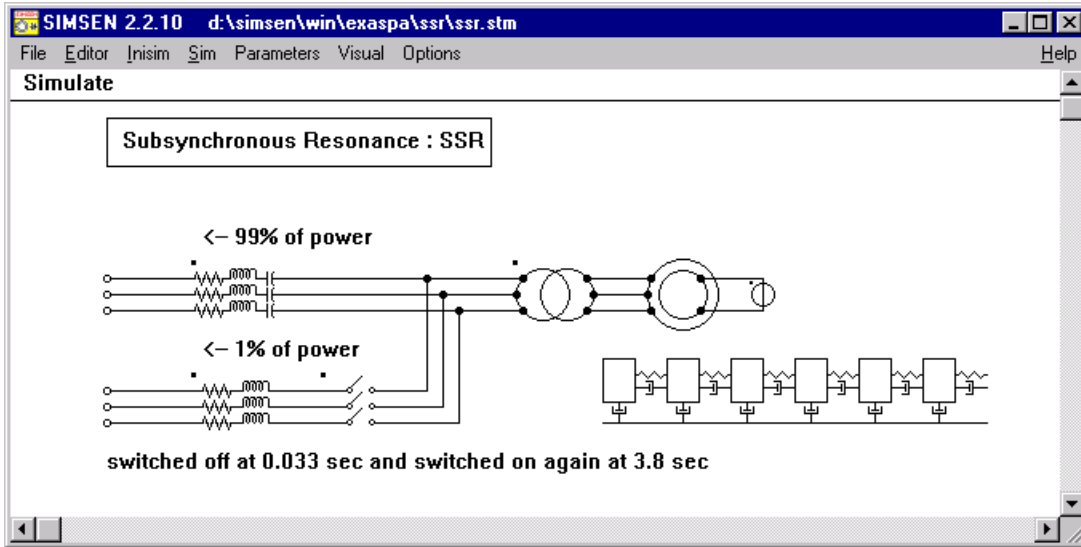 SIMSEN 2.2.10 d:\simsen\win\exaspa\ssr\ssr.stm
File Editor Inisim Sim Parameters Visual Options Help
Simulate
Subsynchronous Resonance : SSR
<– 99% of power
<– 1% of power
switched off at 0.033 sec and switched on again at 3.8 sec